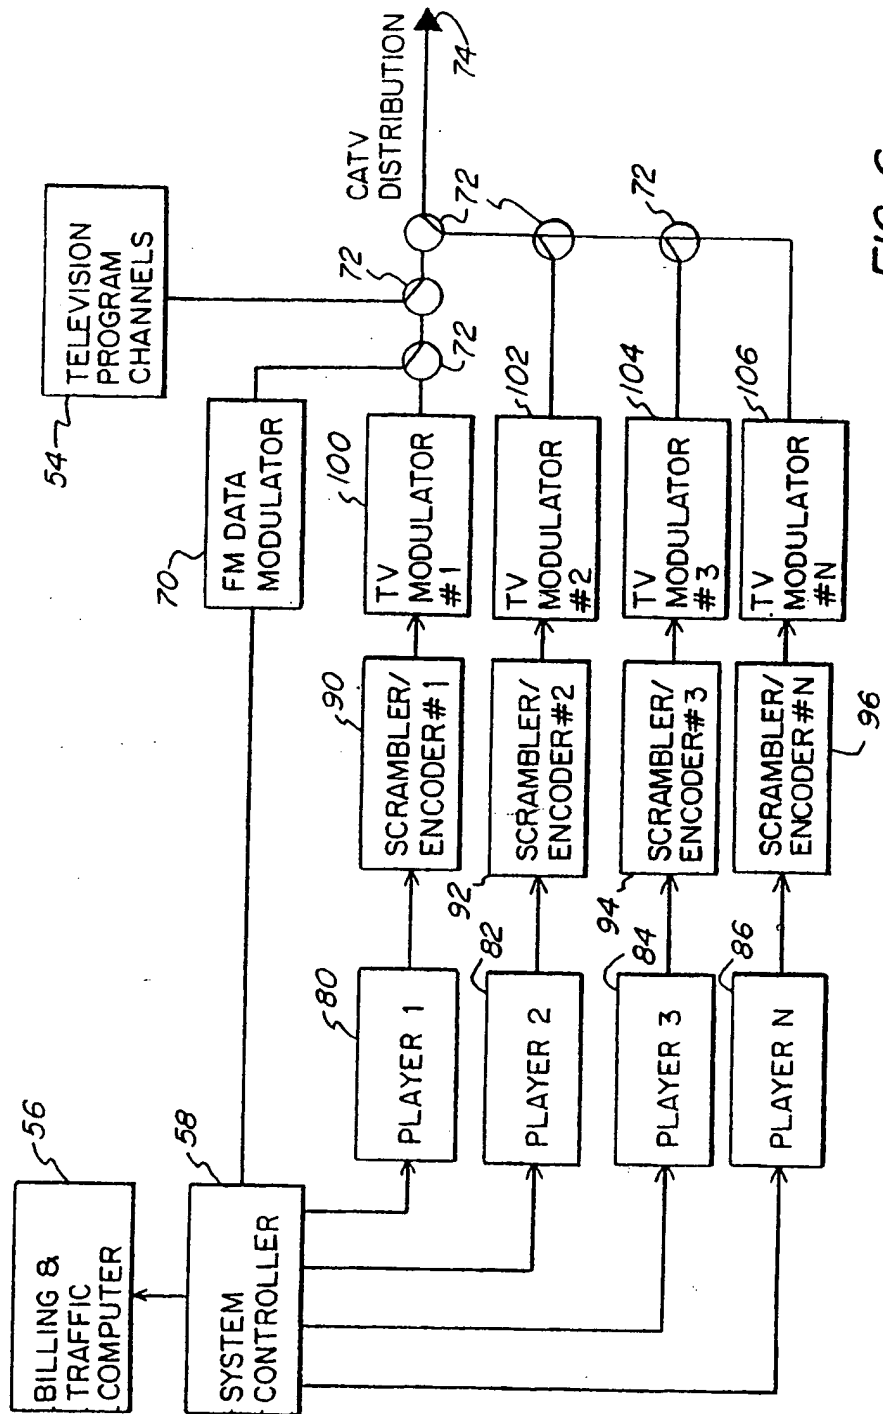 BILLING &
TRAFFIC
COMPUTER
56
SYSTEM
CONTROLLER
58
54
TELEVISION
PROGRAM
CHANNELS
70
FM DATA
MODULATOR
CATV
DISTRIBUTION
74
72
72
72
72
PLAYER 1
80
SCRAMBLER/
ENCODER#1
90
TV
MODULATOR
#1
100
PLAYER 2
82
SCRAMBLER/
ENCODER#2
92
TV
MODULATOR
#2
102
PLAYER 3
84
SCRAMBLER/
ENCODER#3
94
TV
MODULATOR
#3
104
PLAYER N
86
SCRAMBLER/
ENCODER#N
96
TV
MODULATOR
#N
106
FIG.